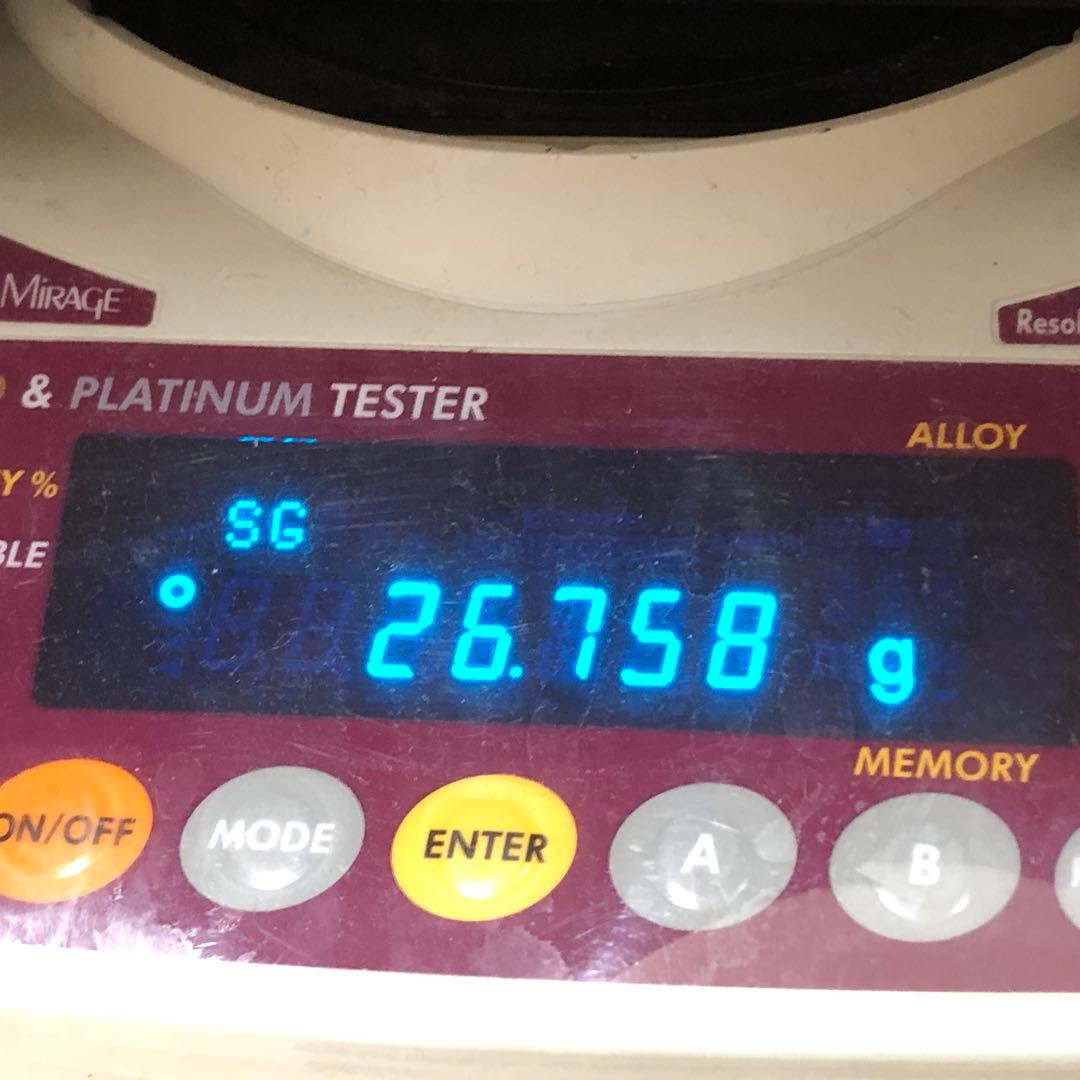 MiRAGE
Resol
& PLATINUM TESTER
ALLOY
Y %
SG
BLE
26.758 g
MEMORY
ON/OFF
MODE
ENTER
A
B